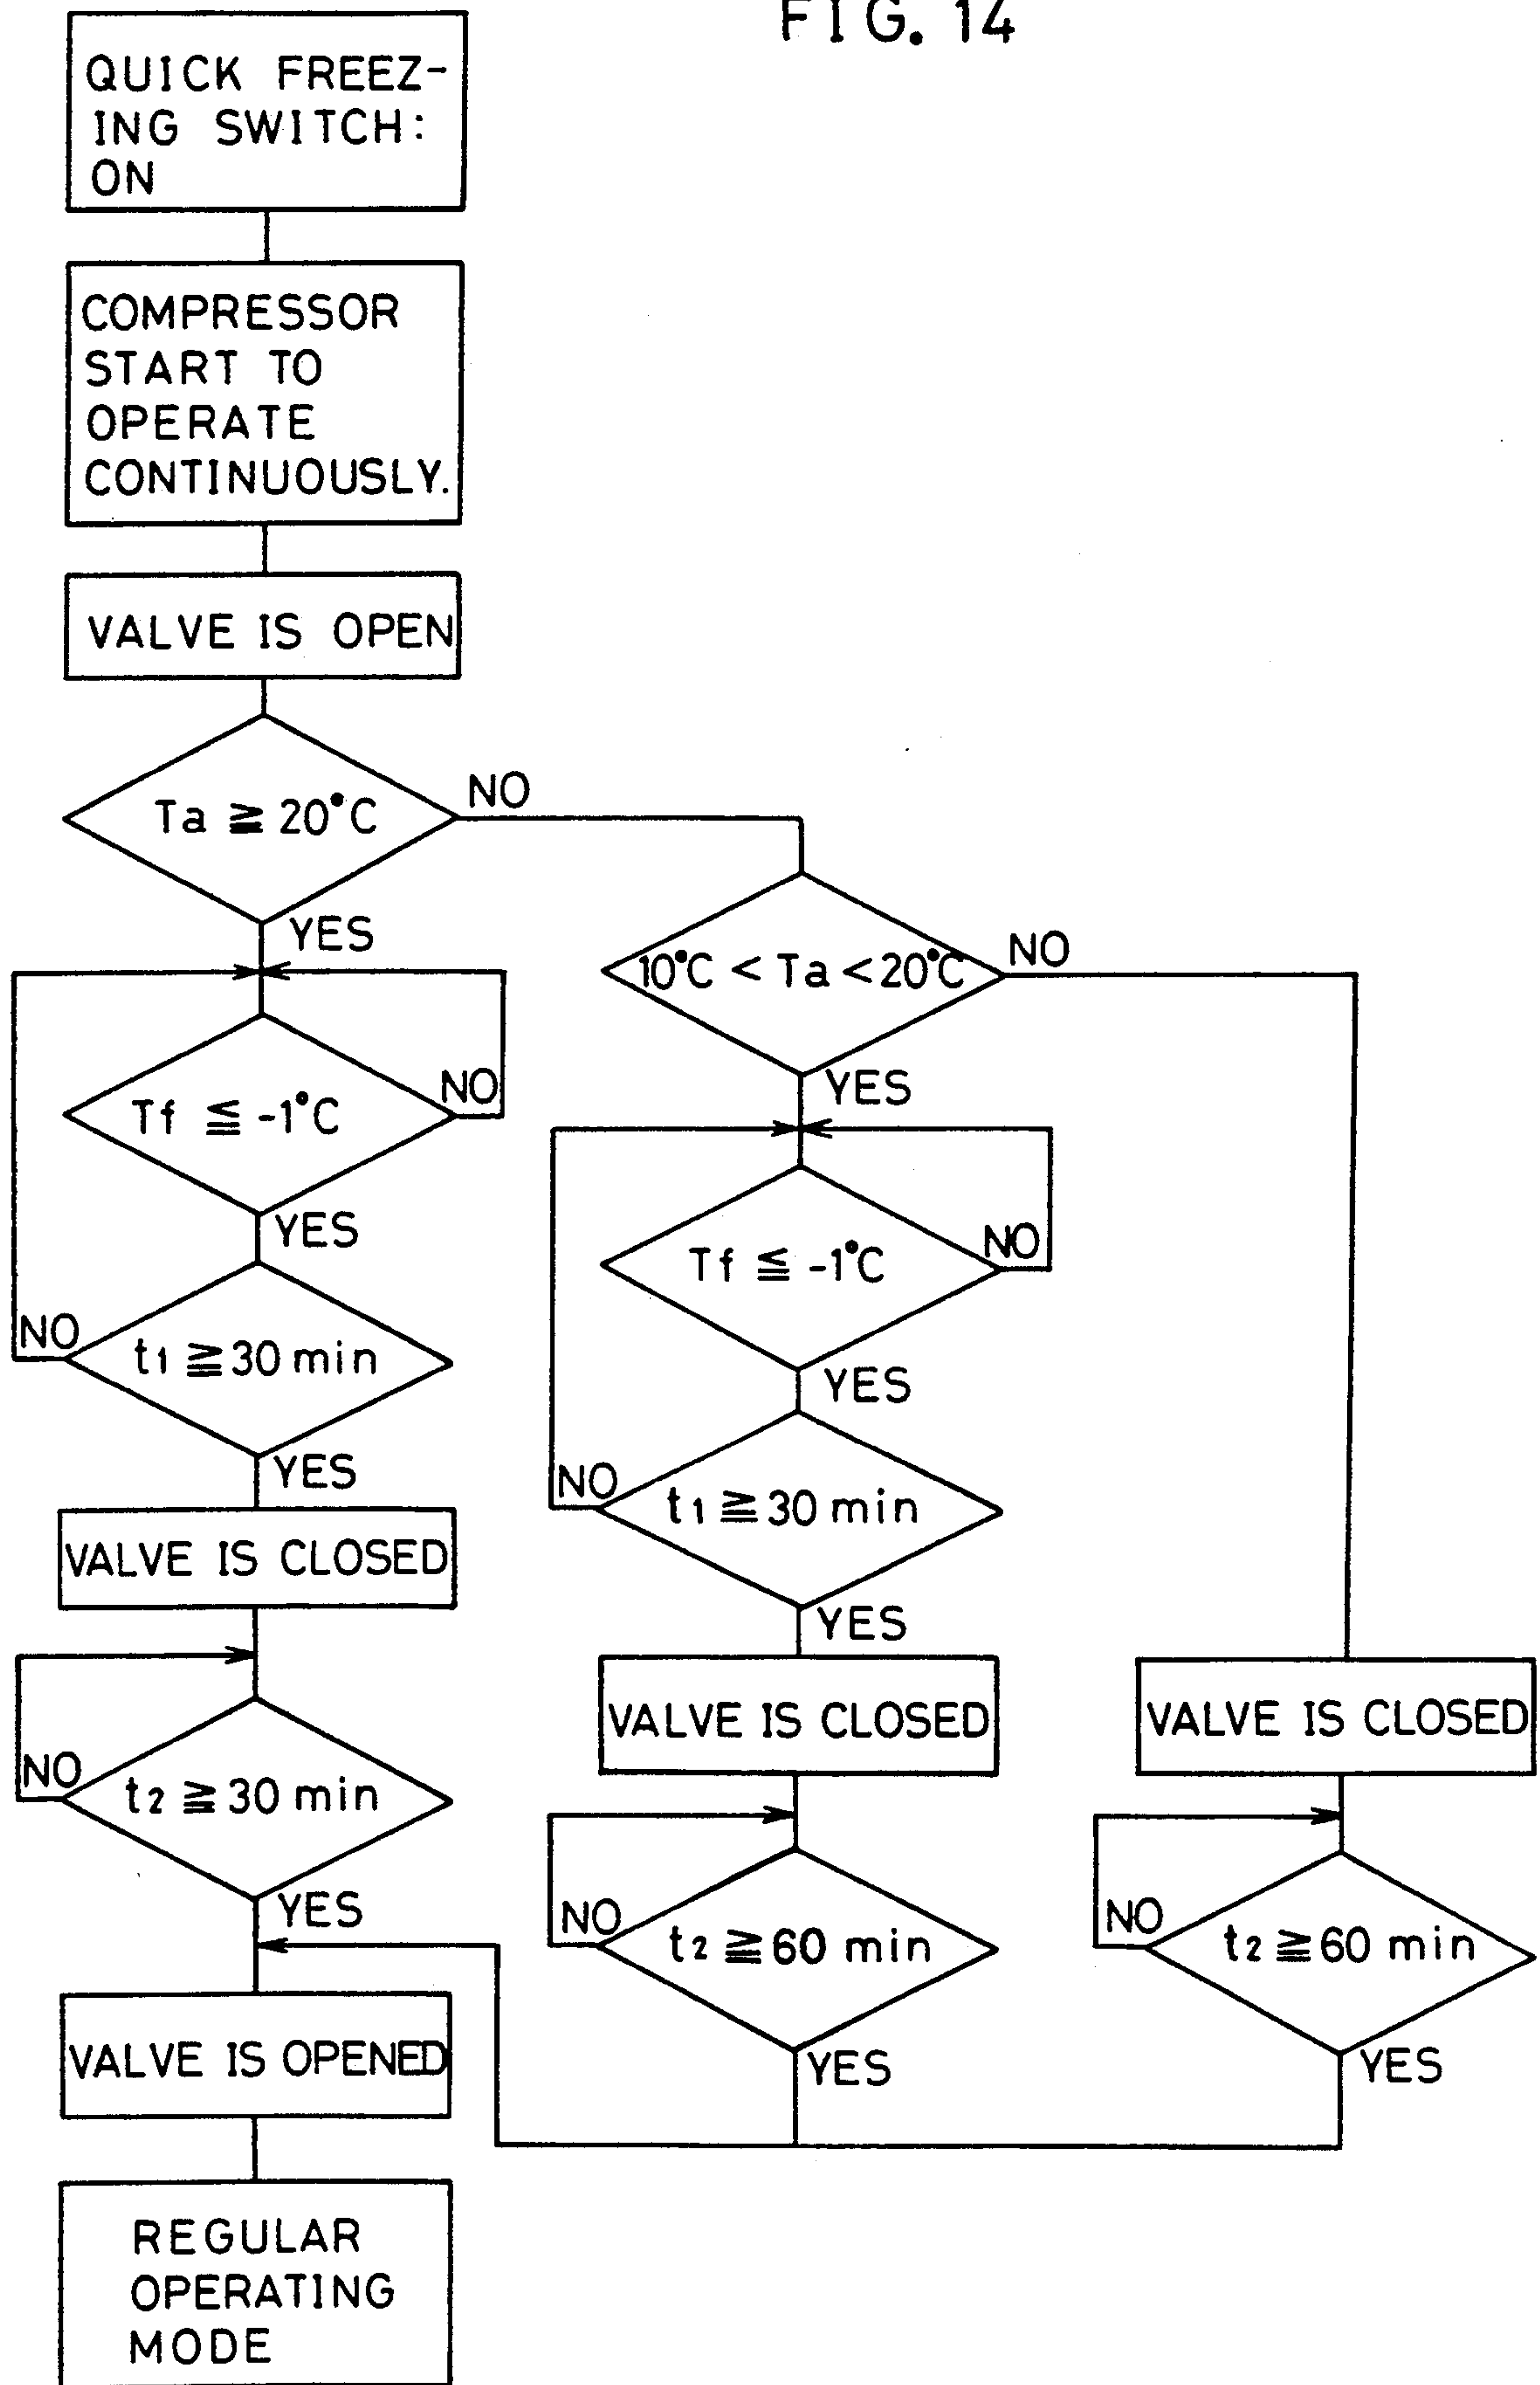 FIG. 14
QUICK FREEZ-
ING SWITCH:
ON
COMPRESSOR
START TO
OPERATE
CONTINUOUSLY.
VALVE IS OPEN
Ta ≧ 20°C
NO
YES
Tf ≦ -1°C
NO
YES
t1 ≧ 30 min
NO
YES
VALVE IS CLOSED
t2 ≧ 30 min
NO
YES
VALVE IS OPENED
REGULAR
OPERATING
MODE
10°C < Ta < 20°C
NO
YES
Tf ≦ -1°C
NO
YES
t1 ≧ 30 min
NO
YES
VALVE IS CLOSED
t2 ≧ 60 min
NO
YES
VALVE IS CLOSED
t2 ≧ 60 min
NO
YES